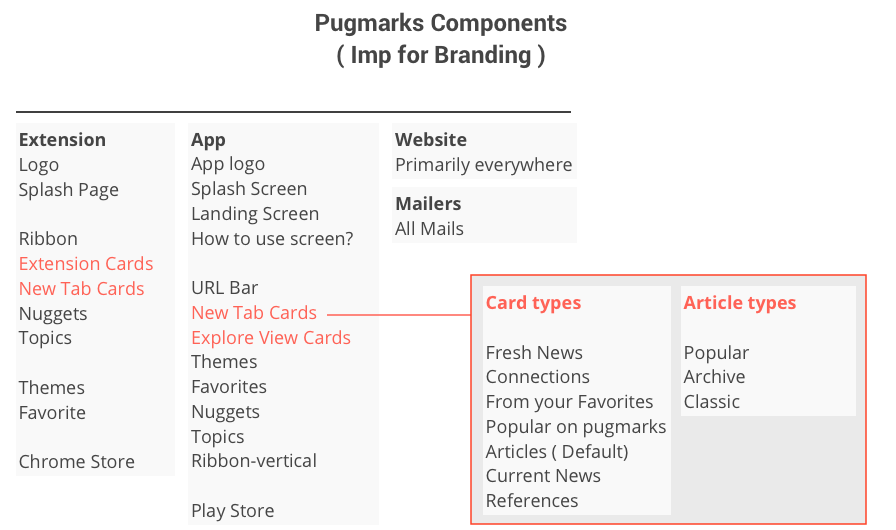 Pugmarks Components
( Imp for Branding )
Extension
Logo
Splash Page
Ribbon
Extension Cards
New Tab Cards
Nuggets
Topics
Themes
Favorite
Chrome Store
App
App logo
Splash Screen
Landing Screen
How to use screen?
URL Bar
New Tab Cards
Explore View Cards
Themes
Favorites
Nuggets
Topics
Ribbon-vertical
Play Store
Website
Primarily everywhere
Mailers
All Mails
Card types
Fresh News
Connections
From your Favorites
Popular on pugmarks
Articles ( Default)
Current News
References
Article types
Popular
Archive
Classic